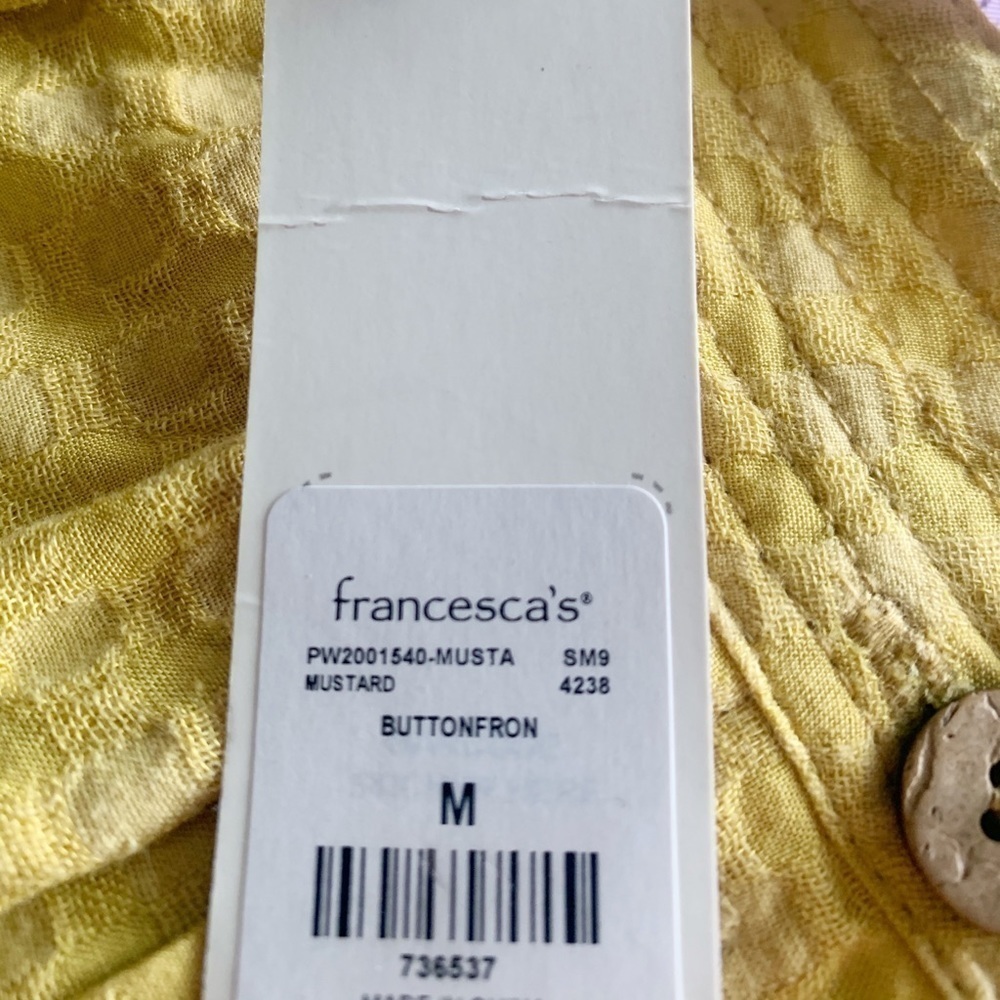 francesca's®
PW2001540-MUSTA SM9
MUSTARD 4238
BUTTONFRON
M
736537